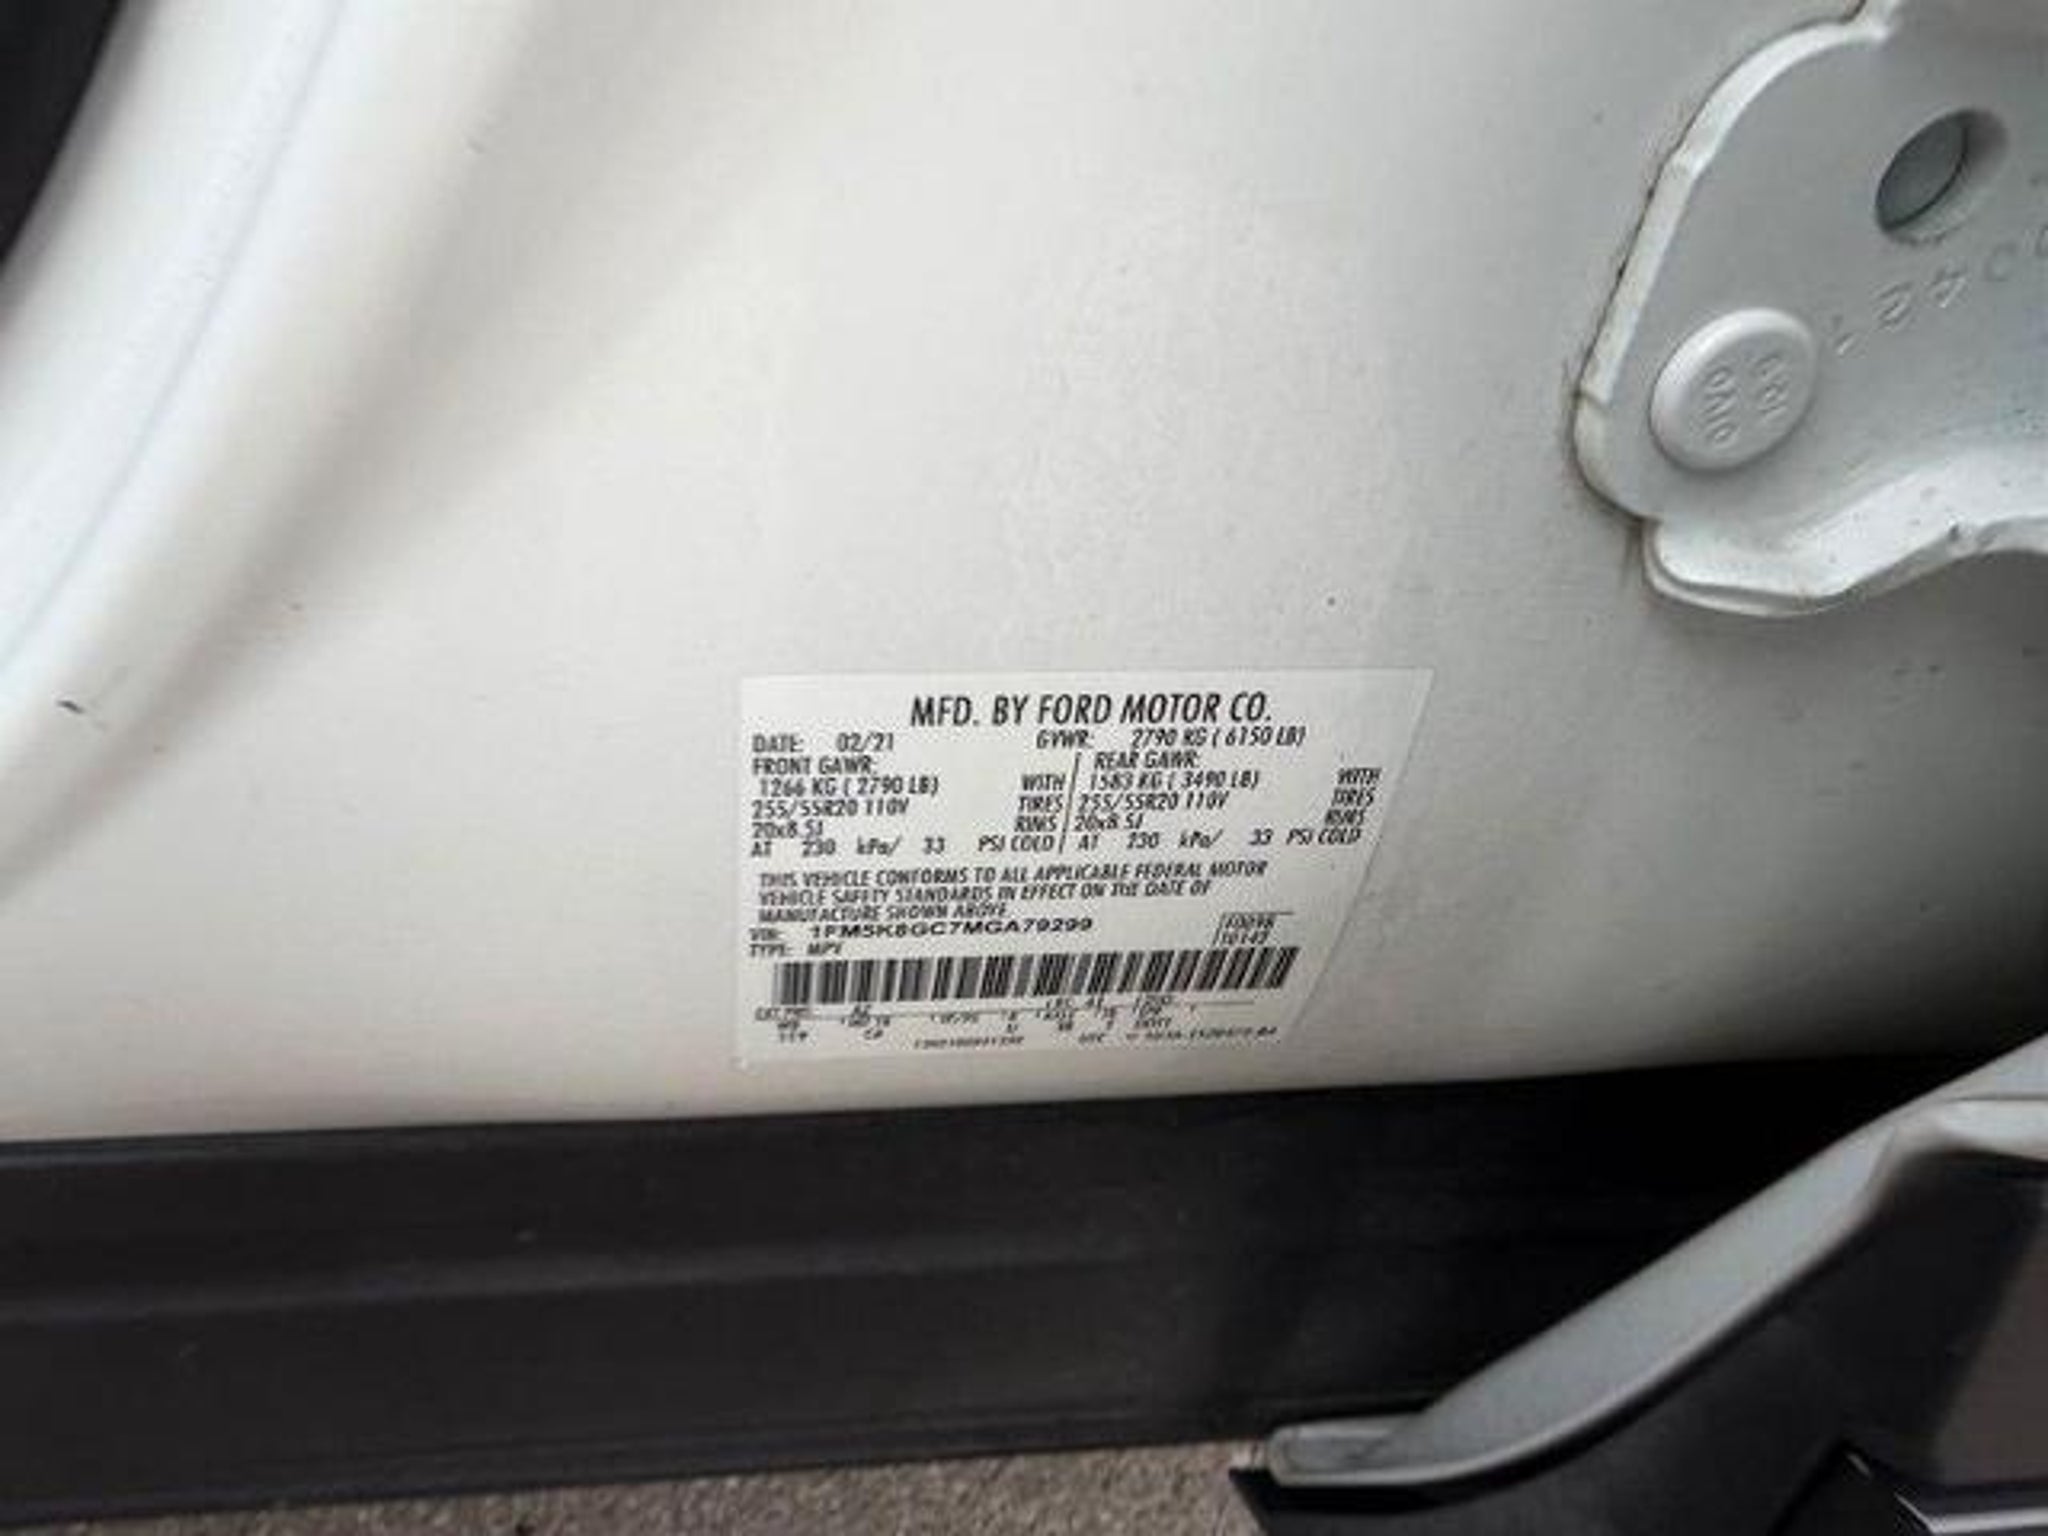 MFD. BY FORD MOTOR CO.
DATE: 02/21 GVWR: 2790 KG ( 6150 LB)
FRONT GAWR: REAR GAWR:
1266 KG ( 2790 LB) WITH 1583 KG ( 3490 LB) WITH
255/55R20 110V TIRES 255/55R20 110V TIRES
20x8.5J RIMS 20x8.5J RIMS
AT 230 kPa/ 33 PSI COLD AT 230 kPa/ 33 PSI COLD
THIS VEHICLE CONFORMS TO ALL APPLICABLE FEDERAL MOTOR
VEHICLE SAFETY STANDARDS IN EFFECT ON THE DATE OF
MANUFACTURE SHOWN ABOVE
VIN: 1FM5K8GC7MGA79299
TYPE: MPV